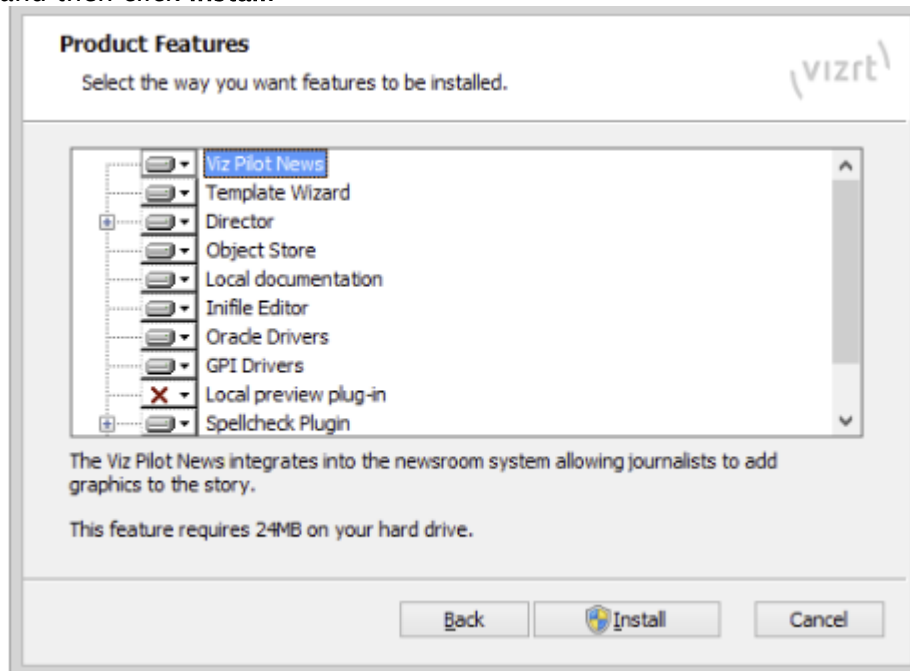 and then click Install.
Product Features
Select the way you want features to be installed.
vizrt
Viz Pilot News
Template Wizard
Director
Object Store
Local documentation
Inifile Editor
Oracle Drivers
GPI Drivers
Local preview plug-in
Spellcheck Plugin
The Viz Pilot News integrates into the newsroom system allowing journalists to add
graphics to the story.
This feature requires 24MB on your hard drive.
Back Install Cancel